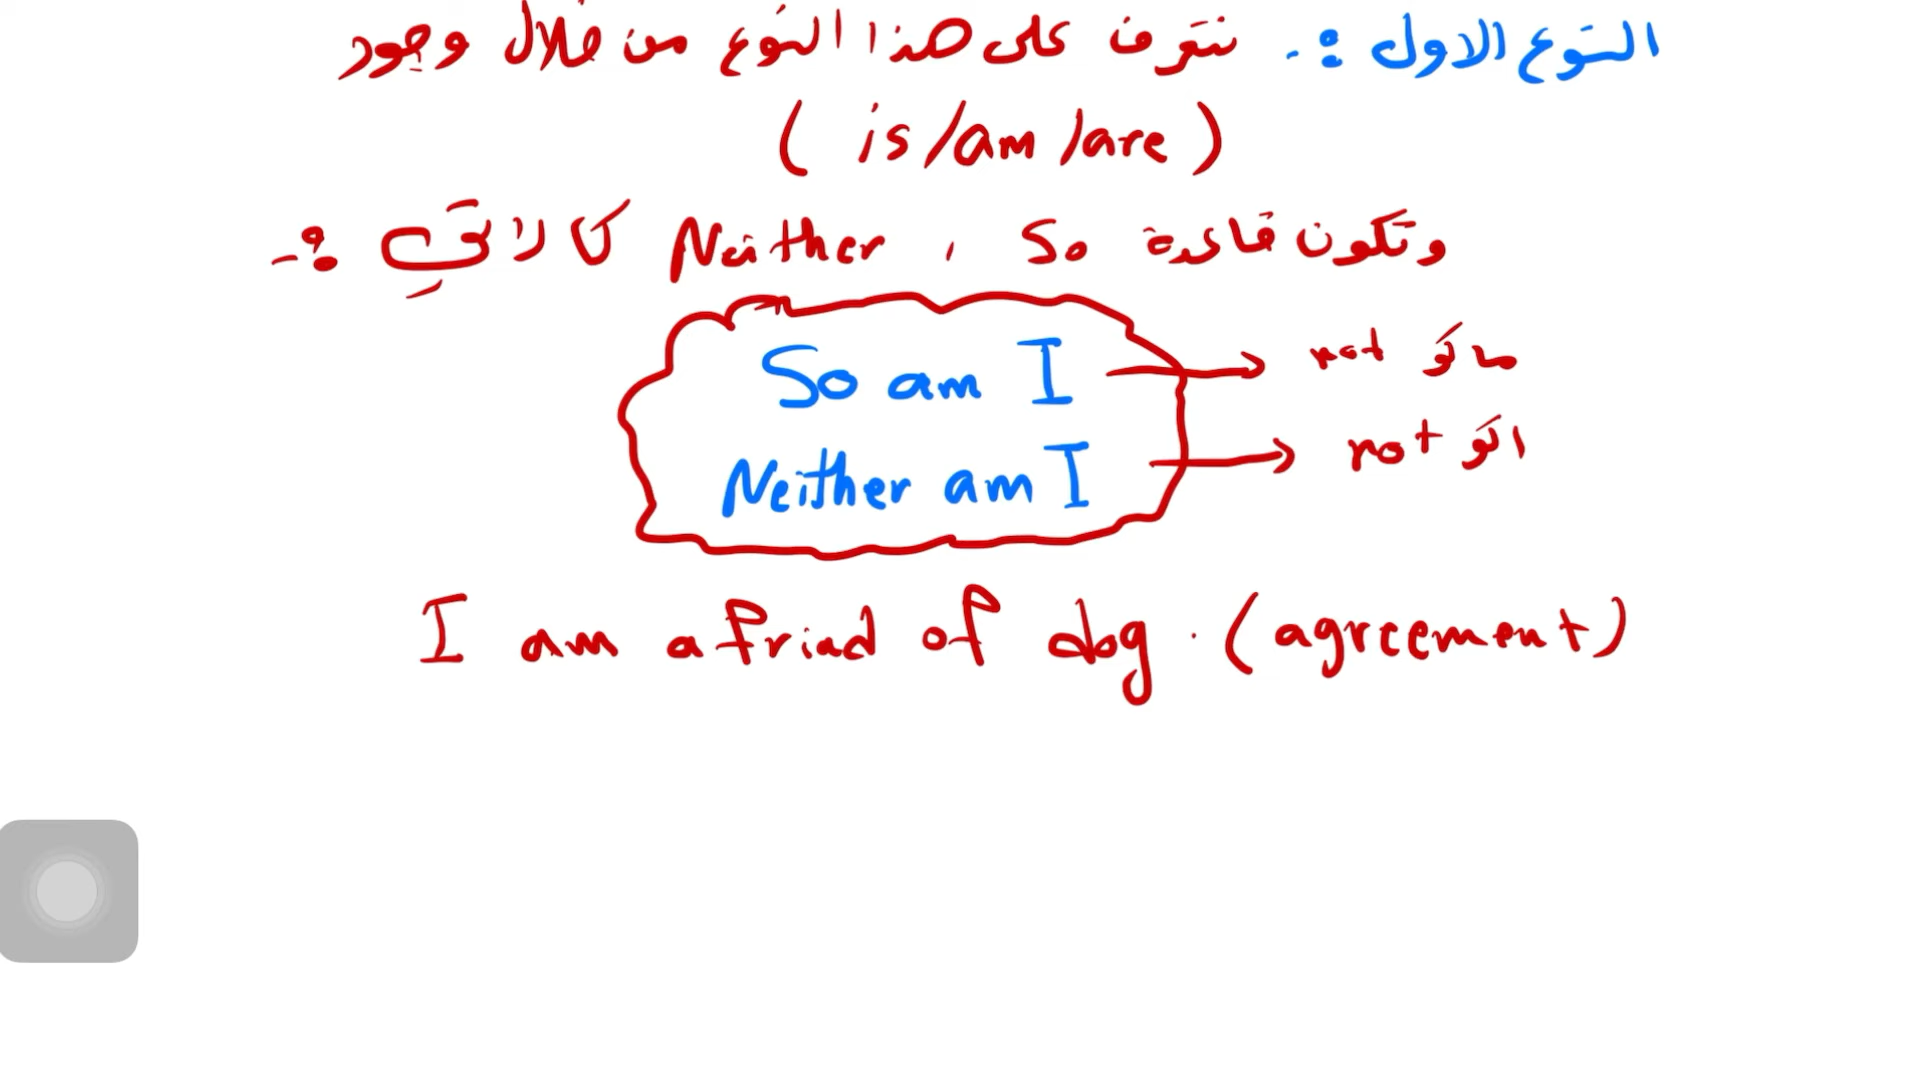 النوع الاول :- نتعرف على هذا النوع من خلال وجود
( is / am / are )
وتكون قاعدة So ، Neither كالاتي :-
So am I → ماكو not
Neither am I → اكو not
I am afriad of dog . (agreement)